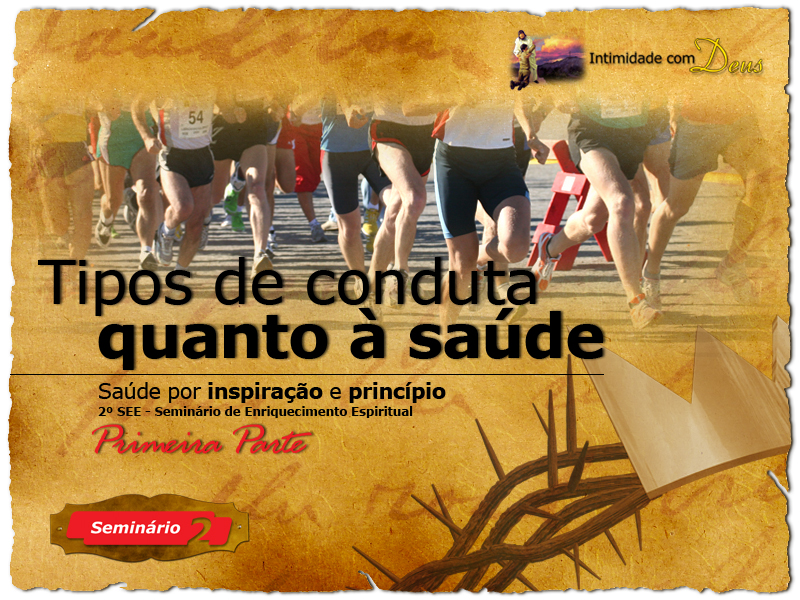 Intimidade com Deus
54
Tipos de conduta
quanto à saúde
Saúde por inspiração e princípio
2º SEE - Seminário de Enriquecimento Espiritual
Primeira Parte
Seminário 2